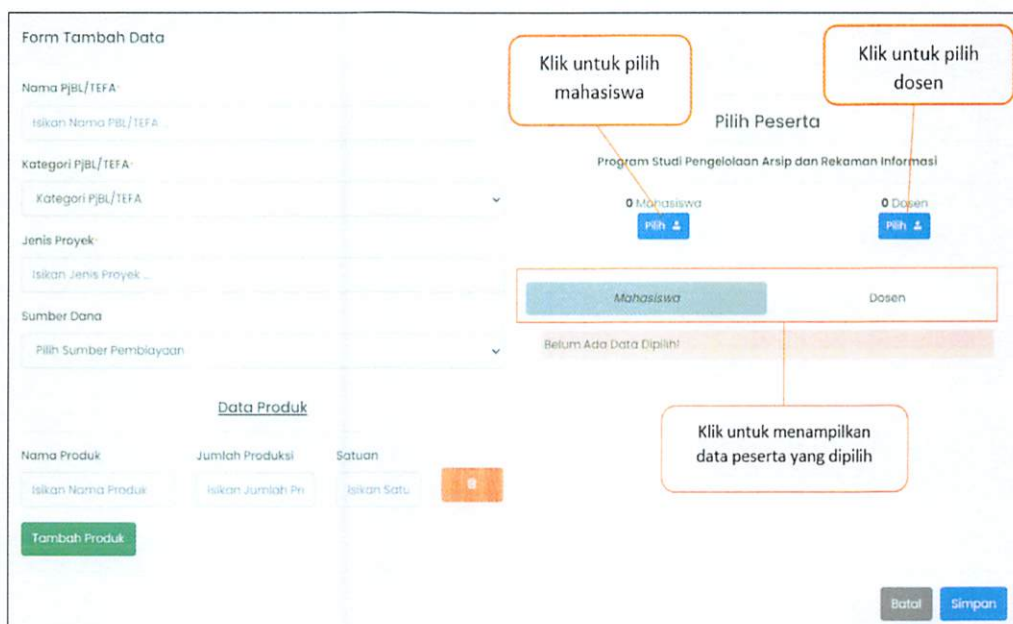 Form Tambah Data
Nama PjBL/TEFA*
Isikan Nama PBL/TEFA ...
Kategori PjBL/TEFA*
Kategori PjBL/TEFA
Jenis Proyek*
Isikan Jenis Proyek ...
Sumber Dana
Pilih Sumber Pembiayaan
Data Produk
Nama Produk Jumlah Produksi Satuan
Isikan Nama Produk Isikan Jumlah Pr Isikan Satu
Tambah Produk
Klik untuk pilih
mahasiswa
Klik untuk pilih
dosen
Pilih Peserta
Program Studi Pengelolaan Arsip dan Rekaman Informasi
0 Mahasiswa 0 Dosen
Pilih Pilih
Mahasiswa Dosen
Belum Ada Data Dipilih!
Klik untuk menampilkan
data peserta yang dipilih
Batal Simpan